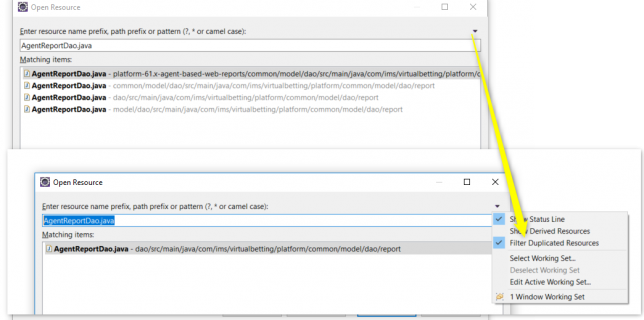 Open Resource
Enter resource name prefix, path prefix or pattern (?, * or camel case):
AgentReportDao.java
Matching items:
AgentReportDao.java - platform-61.x-agent-based-web-reports/common/model/dao/src/main/java/com/ims/virtualbetting/platform/c
AgentReportDao.java - common/model/dao/src/main/java/com/ims/virtualbetting/platform/common/model/dao/report
AgentReportDao.java - dao/src/main/java/com/ims/virtualbetting/platform/common/model/dao/report
AgentReportDao.java - model/dao/src/main/java/com/ims/virtualbetting/platform/common/model/dao/report
Open Resource
Enter resource name prefix, path prefix or pattern (?, * or camel case):
AgentReportDao.java
Matching items:
AgentReportDao.java - dao/src/main/java/com/ims/virtualbetting/platform/common/model/dao/report
Show Status Line
Show Derived Resources
Filter Duplicated Resources
Select Working Set...
Deselect Working Set
Edit Active Working Set...
1 Window Working Set